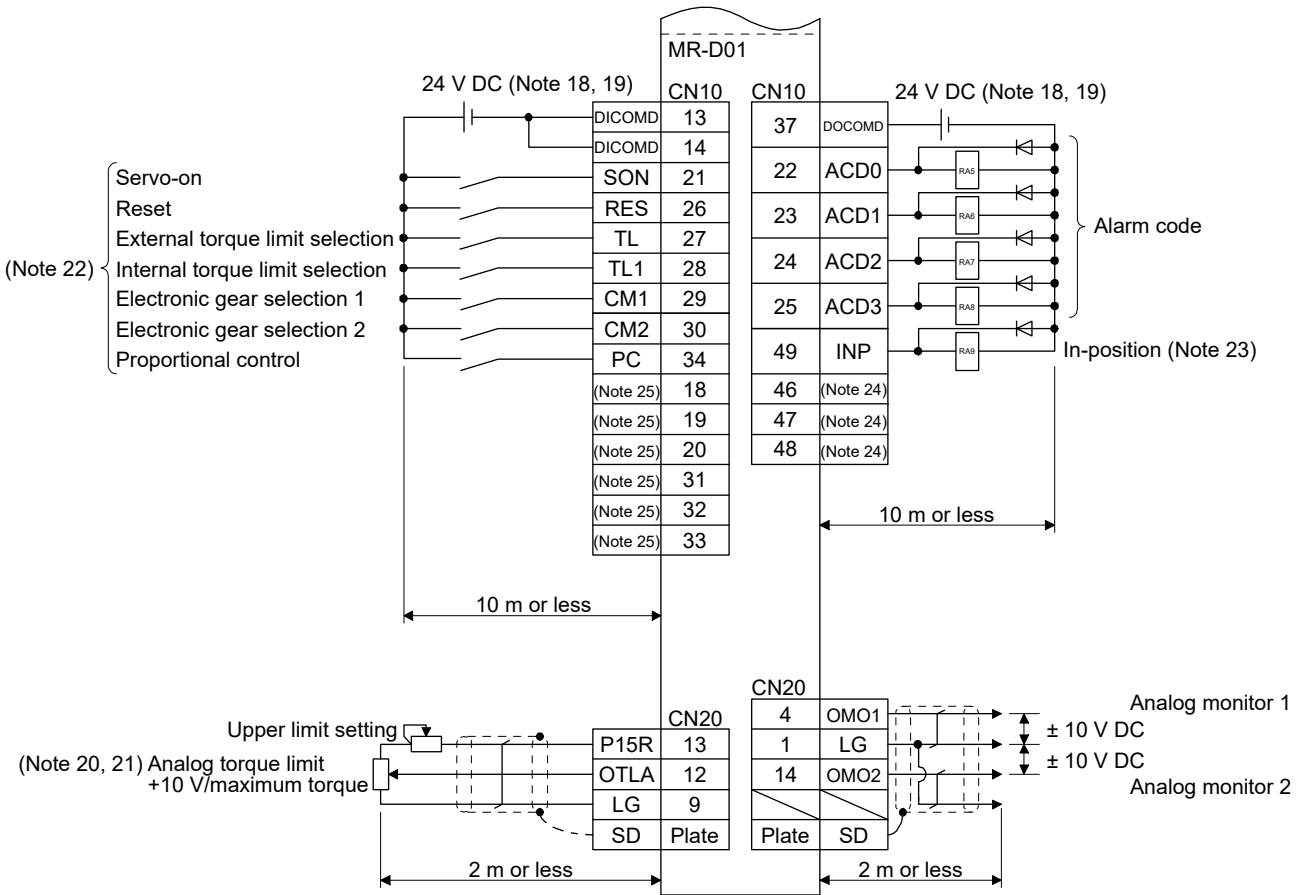 MR-D01
24 V DC (Note 18, 19)
CN10
DICOMD 13
DICOMD 14
Servo-on SON 21
Reset RES 26
External torque limit selection TL 27
(Note 22) Internal torque limit selection TL1 28
Electronic gear selection 1 CM1 29
Electronic gear selection 2 CM2 30
Proportional control PC 34
(Note 25) 18
(Note 25) 19
(Note 25) 20
(Note 25) 31
(Note 25) 32
(Note 25) 33
10 m or less
CN10
24 V DC (Note 18, 19)
37 DOCOMD
22 ACD0 RA5
23 ACD1 RA6
Alarm code
24 ACD2 RA7
25 ACD3 RA8
49 INP RA9 In-position (Note 23)
46 (Note 24)
47 (Note 24)
48 (Note 24)
10 m or less
CN20
Upper limit setting
P15R 13
(Note 20, 21) Analog torque limit
+10 V/maximum torque
OTLA 12
LG 9
SD Plate
2 m or less
CN20
4 OMO1 Analog monitor 1
± 10 V DC
1 LG
± 10 V DC
14 OMO2
Analog monitor 2
Plate SD
2 m or less